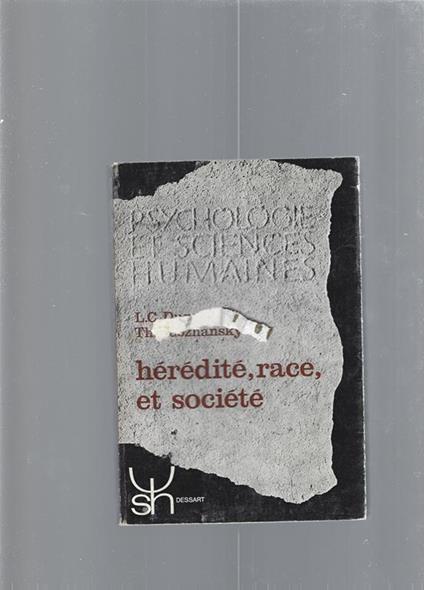 PSYCHOLOGIE
ET SCIENCES
HUMAINES
L.C.
Th.
hérédité, race,
et société
sh
DESSART